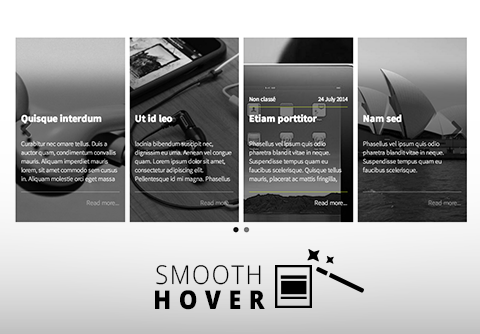 Quisque interdum
Curabitur nec ornare tellus. Duis a
auctor quam, condimentum convallis
mauris. Aliquam imperdiet mauris
lorem, sit amet commodo sem cursus
in. Aliquam molestie orci eget massa
Read more...
Ut id leo
lacinia bibendum suscipit nec,
dignissim eu urna. Aenean vel congue
quam. Lorem ipsum dolor sit amet,
consectetur adipiscing elit.
Pellentesque id mi magna. Phasellus
Read more...
Non classé 24 July 2014
Etiam porttitor
Phasellus vel ipsum quis odio
pharetra blandit vitae in neque.
Suspendisse tempus quam eu
faucibus scelerisque. Quisque tellus
mauris, placerat ac mattis fringilla,
Read more...
Nam sed
Phasellus vel ipsum quis odio
pharetra blandit vitae in neque.
Suspendisse tempus quam eu
faucibus scelerisque.
Read more...
SMOOTH
HOVER